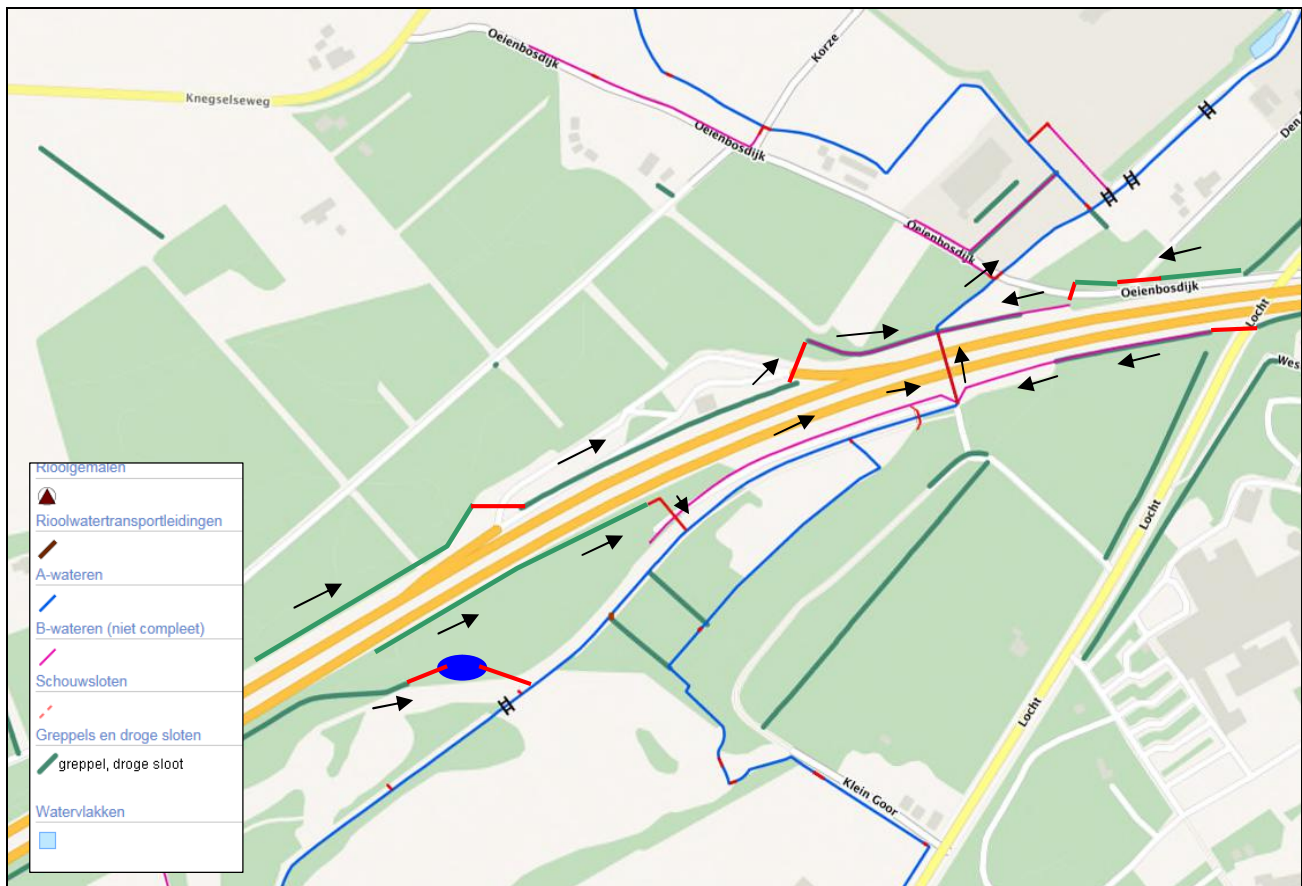 Oeienbosdijk
Korze
Knegselseweg
Oeienbosdijk
Den
Oeienbosdijk
Oeienbosdijk
Locht
Wes
Rioolgemalen
Rioolwatertransportleidingen
A-wateren
B-wateren (niet compleet)
Schouwsloten
Greppels en droge sloten
greppel, droge sloot
Watervlakken
Locht
Locht
Klein Goor